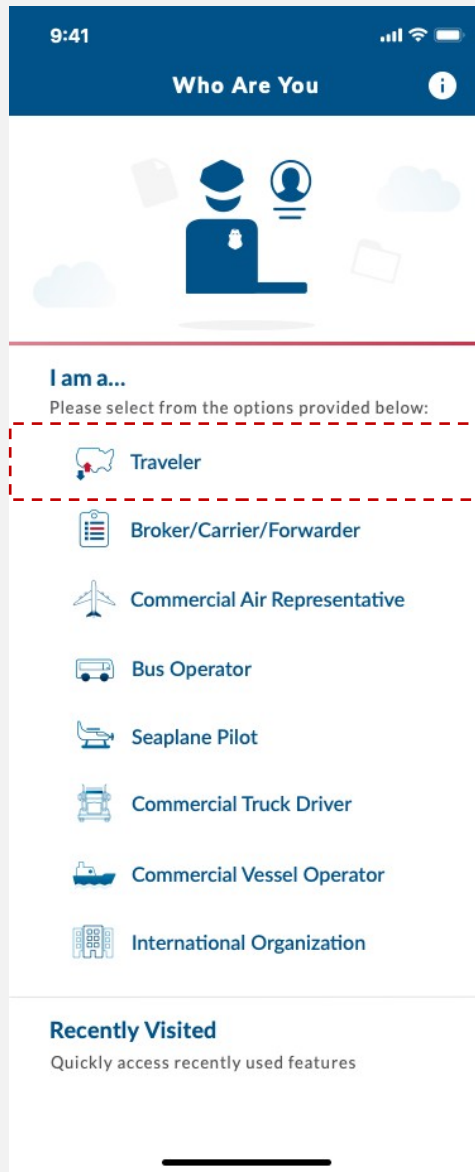 9:41
Who Are You
I am a...
Please select from the options provided below:
Traveler
Broker/Carrier/Forwarder
Commercial Air Representative
Bus Operator
Seaplane Pilot
Commercial Truck Driver
Commercial Vessel Operator
International Organization
Recently Visited
Quickly access recently used features